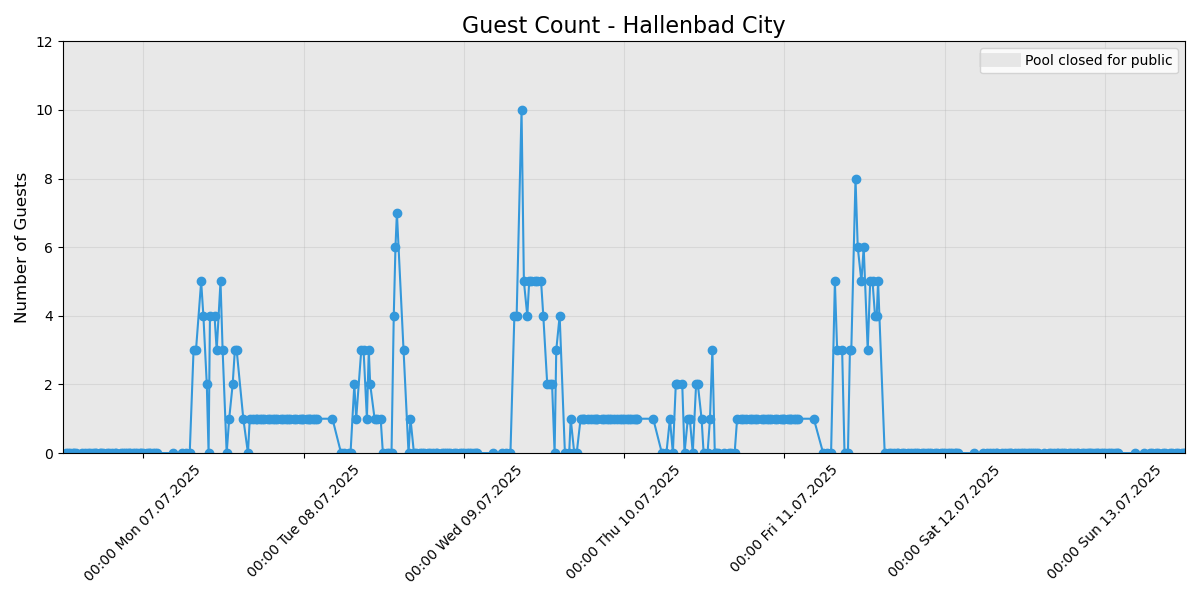 Guest Count - Hallenbad City
Pool closed for public
Number of Guests
12
10
8
6
4
2
0
00:00 Mon 07.07.2025
00:00 Tue 08.07.2025
00:00 Wed 09.07.2025
00:00 Thu 10.07.2025
00:00 Fri 11.07.2025
00:00 Sat 12.07.2025
00:00 Sun 13.07.2025